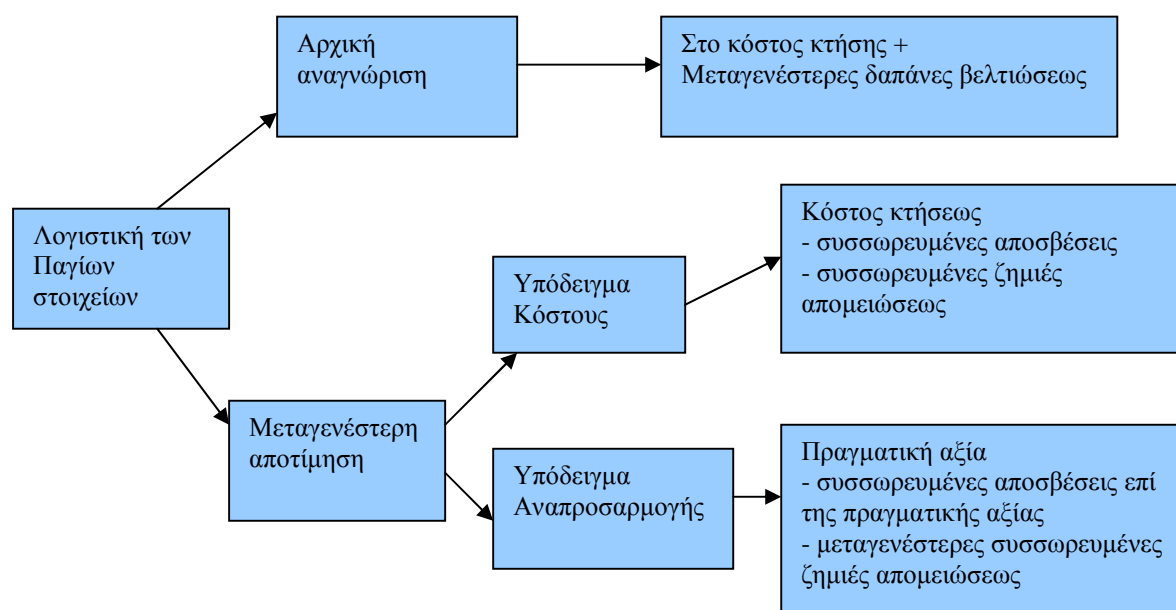 Αρχική
αναγνώριση
Στο κόστος κτήσης +
Μεταγενέστερες δαπάνες βελτιώσεως
Λογιστική των
Παγίων
στοιχείων
Κόστος κτήσεως
- συσσωρευμένες αποσβέσεις
- συσσωρευμένες ζημιές
απομειώσεως
Υπόδειγμα
Κόστους
Μεταγενέστερη
αποτίμηση
Υπόδειγμα
Αναπροσαρμογής
Πραγματική αξία
- συσσωρευμένες αποσβέσεις επί
της πραγματικής αξίας
- μεταγενέστερες συσσωρευμένες
ζημιές απομειώσεως